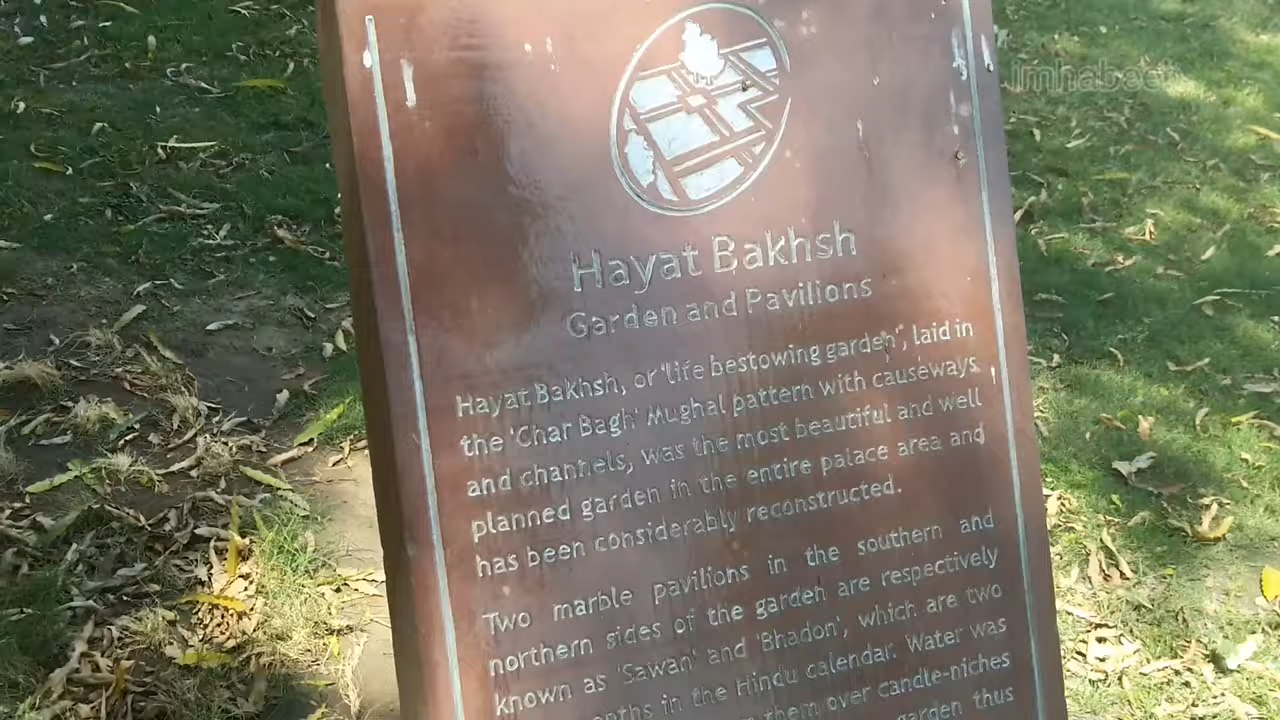 imhabeeb
Hayat Bakhsh
Garden and Pavilions
Hayat Bakhsh, or 'life bestowing garden', laid in
the 'Char Bagh' Mughal pattern with causeways
and channels, was the most beautiful and well
planned garden in the entire palace area and
has been considerably reconstructed.
Two marble pavilions in the southern and
northern sides of the garden are respectively
known as 'Sawan' and 'Bhadon', which are two
in the Hindu calendar. Water was
them over candle-niches
garden thus